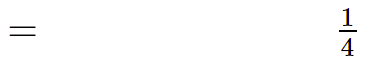 = 1/4